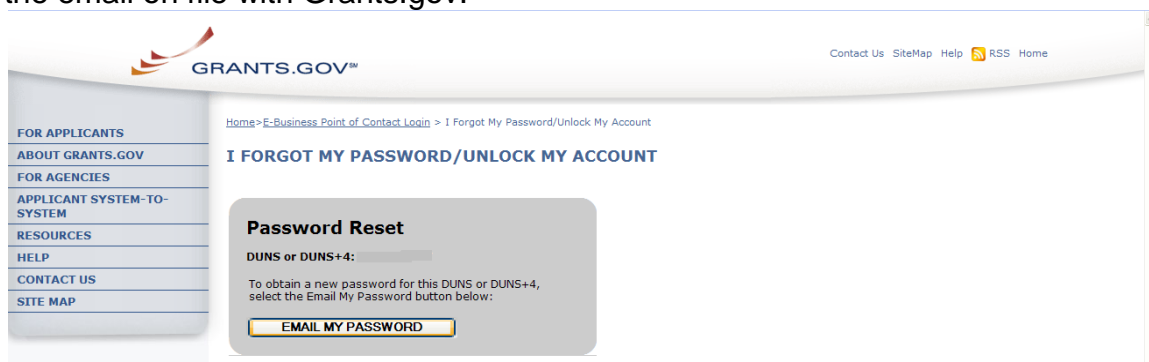 the email on file with Grants.gov.
GRANTS.GOV℠
Contact Us SiteMap Help RSS Home
Home>E-Business Point of Contact Login > I Forgot My Password/Unlock My Account
FOR APPLICANTS
ABOUT GRANTS.GOV
FOR AGENCIES
APPLICANT SYSTEM-TO-
SYSTEM
RESOURCES
HELP
CONTACT US
SITE MAP
I FORGOT MY PASSWORD/UNLOCK MY ACCOUNT
Password Reset
DUNS or DUNS+4:
To obtain a new password for this DUNS or DUNS+4,
select the Email My Password button below:
EMAIL MY PASSWORD